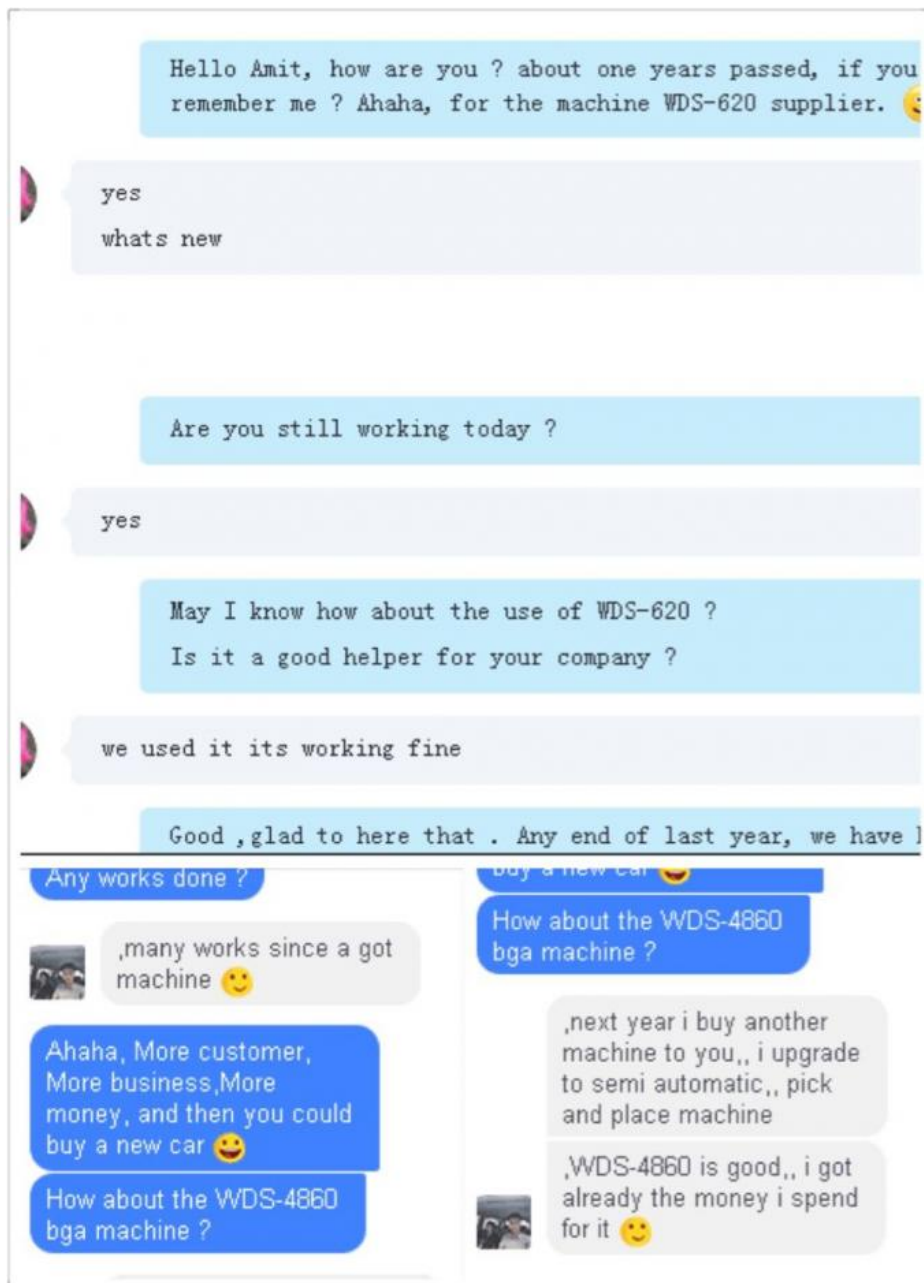 Hello Amit, how are you ? about one years passed, if you
remember me ? Ahaha, for the machine WDS-620 supplier.
yes
whats new
Are you still working today ?
yes
May I know how about the use of WDS-620 ?
Is it a good helper for your company ?
we used it its working fine
Good ,glad to here that . Any end of last year, we have
Any works done ?
,many works since a got
machine
Ahaha, More customer,
More business,More
money, and then you could
buy a new car
How about the WDS-4860
bga machine ?
buy a new car
How about the WDS-4860
bga machine ?
,next year i buy another
machine to you,, i upgrade
to semi automatic,, pick
and place machine
,WDS-4860 is good,, i got
already the money i spend
for it